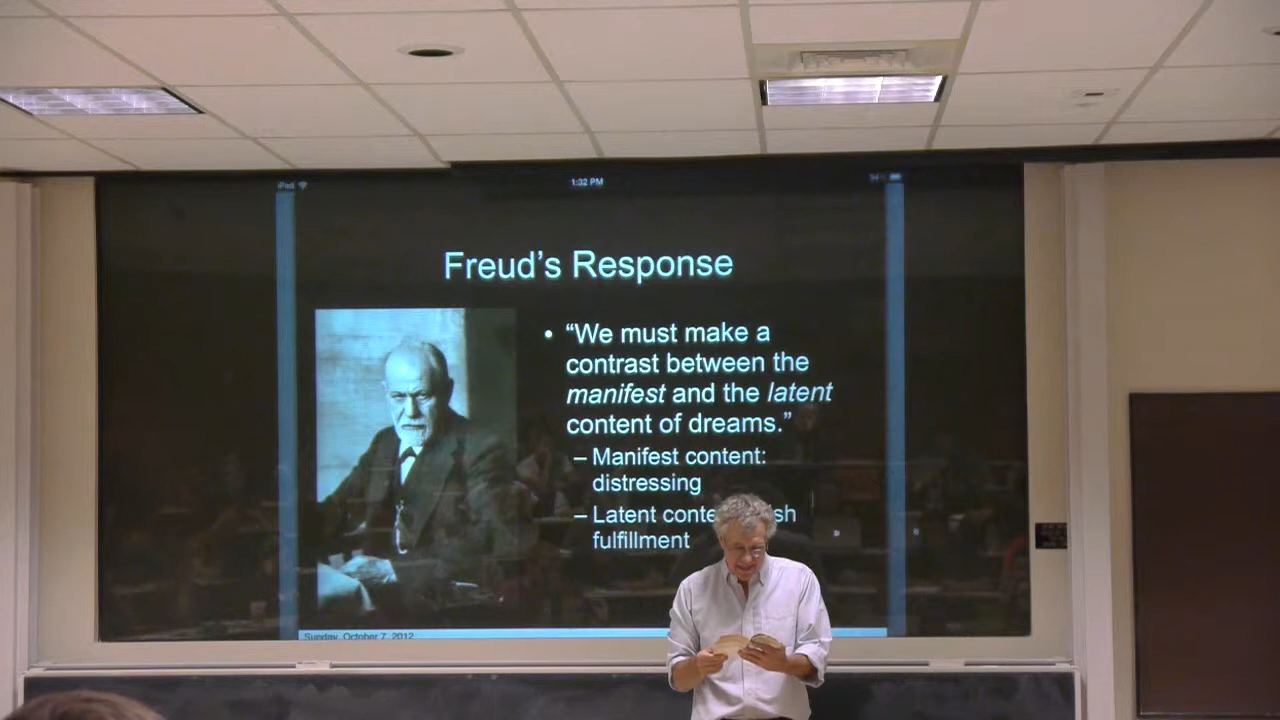 iPad
1:32 PM
Freud's Response
• “We must make a
contrast between the
manifest and the latent
content of dreams.”
– Manifest content:
distressing
– Latent
fulfillment
Sunday, October 7, 2012